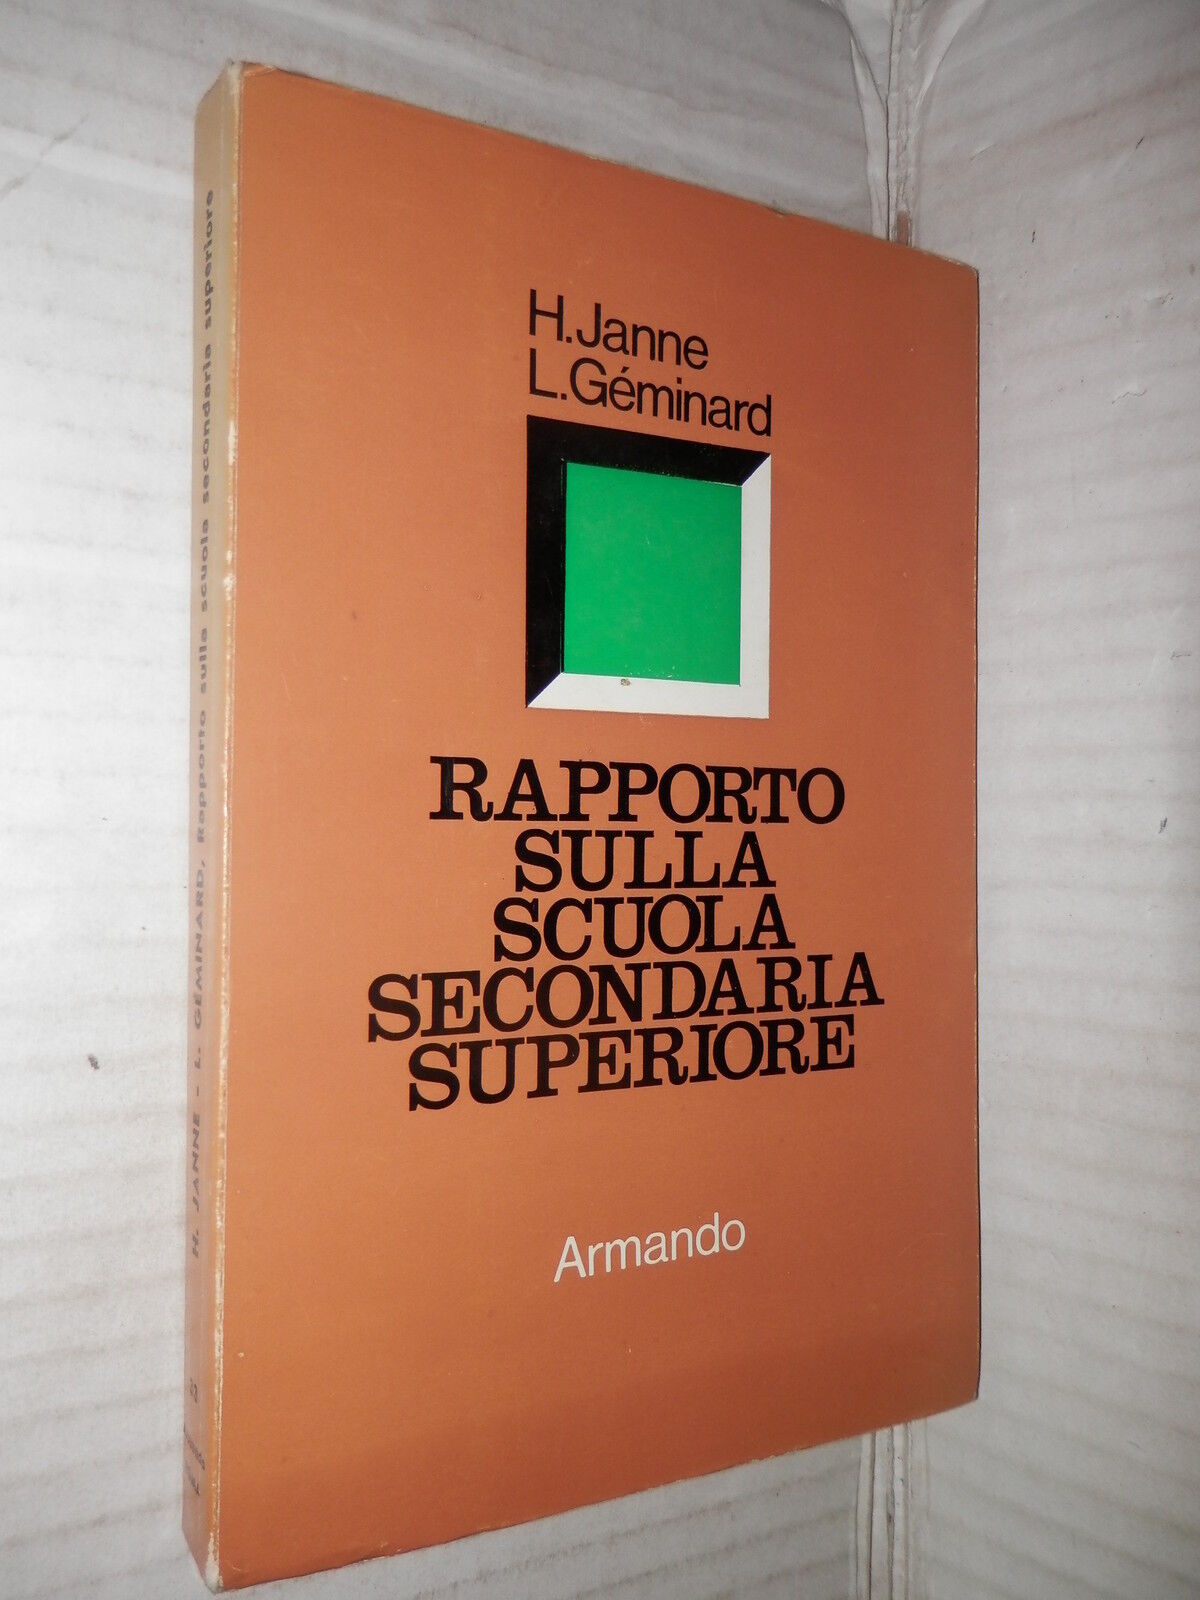 H.Janne
L.Géminard
RAPPORTO
SULLA
SCUOLA
SECONDARIA
SUPERIORE
Armando
H. JANNE - L. GÉMINARD, Rapporto sulla scuola secondaria superiore